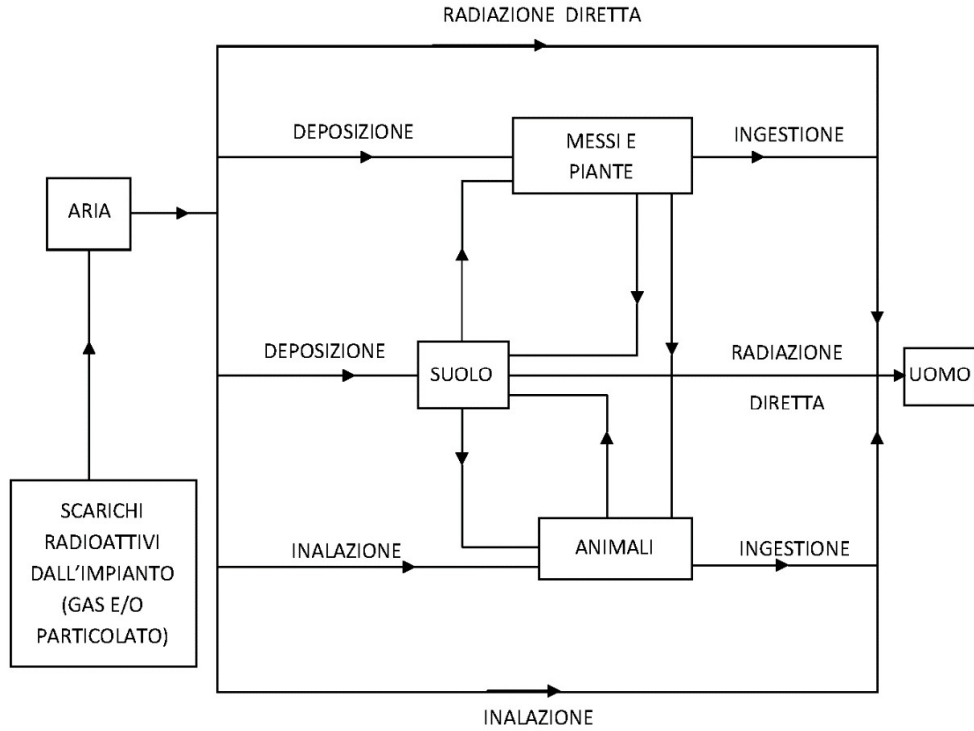 RADIAZIONE DIRETTA
DEPOSIZIONE
MESSI E
PIANTE
INGESTIONE
ARIA
DEPOSIZIONE
SUOLO
RADIAZIONE
DIRETTA
UOMO
SCARICHI
RADIOATTIVI
DALL'IMPIANTO
(GAS E/O
PARTICOLATO)
INALAZIONE
ANIMALI
INGESTIONE
INALAZIONE